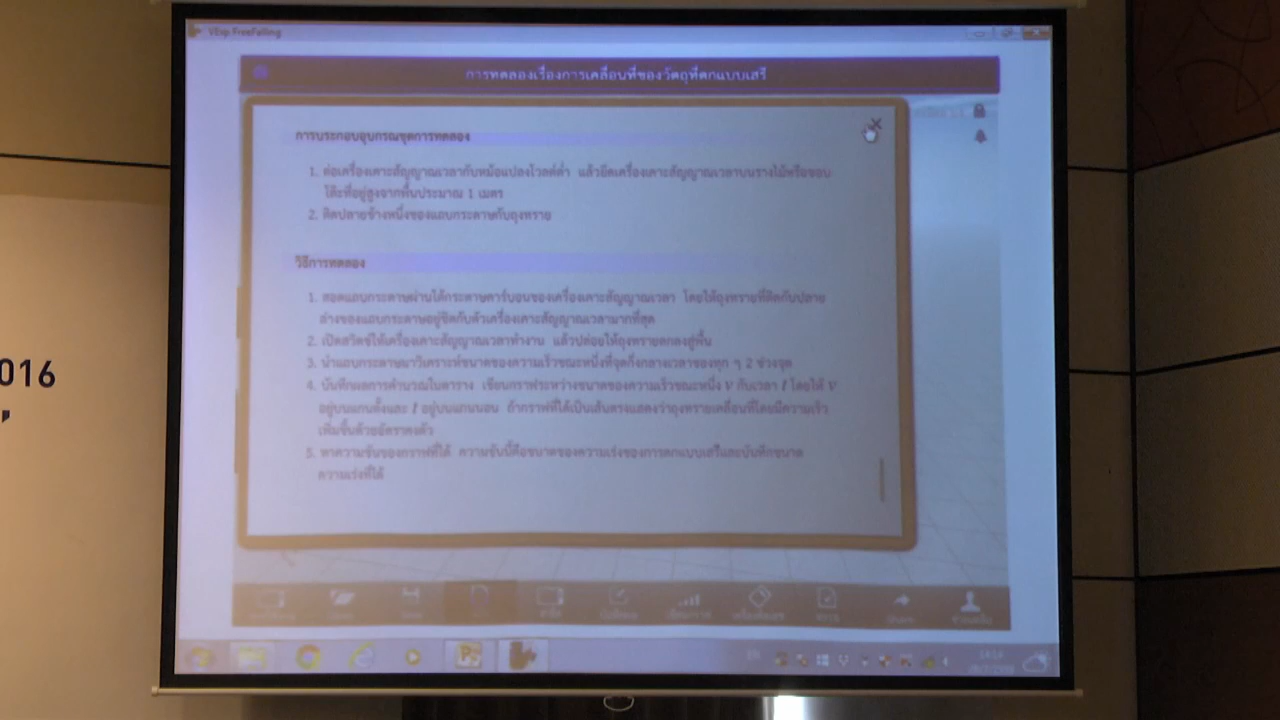 VExp FreeFalling
การทดลองเรื่องการเคลื่อนที่ของวัตถุที่ตกแบบเสรี
การประกอบอุปกรณ์ชุดการทดลอง
1. ต่อเครื่องเคาะสัญญาณเวลากับหม้อแปลงโวลต์ต่ำ แล้วยึดเครื่องเคาะสัญญาณเวลาบนรางไม้หรือขอบ
โต๊ะที่อยู่สูงจากพื้นประมาณ 1 เมตร
2. ติดปลายข้างหนึ่งของแถบกระดาษกับถุงทราย
วิธีการทดลอง
1. สอดแถบกระดาษผ่านใต้กระดาษคาร์บอนของเครื่องเคาะสัญญาณเวลา โดยให้ถุงทรายที่ติดกับปลาย
ล่างของแถบกระดาษอยู่ชิดกับตัวเครื่องเคาะสัญญาณเวลามากที่สุด
2. เปิดสวิตช์ให้เครื่องเคาะสัญญาณเวลาทำงาน แล้วปล่อยให้ถุงทรายตกลงสู่พื้น
3. นำแถบกระดาษมาวิเคราะห์ขนาดของความเร็วขณะหนึ่งที่จุดกึ่งกลางเวลาของทุก ๆ 2 ช่วงจุด
4. บันทึกผลการคำนวณในตาราง เขียนกราฟระหว่างขนาดของความเร็วขณะหนึ่ง v กับเวลา t โดยให้ v
อยู่บนแกนตั้งและ t อยู่บนแกนนอน ถ้ากราฟที่ได้เป็นเส้นตรงแสดงว่าถุงทรายเคลื่อนที่โดยมีความเร็ว
เพิ่มขึ้นด้วยอัตราคงตัว
5. หาความชันของกราฟที่ได้ ความชันนี้คือขนาดของความเร่งของการตกแบบเสรีและบันทึกขนาด
ความเร่งที่ได้
016
Share
EN